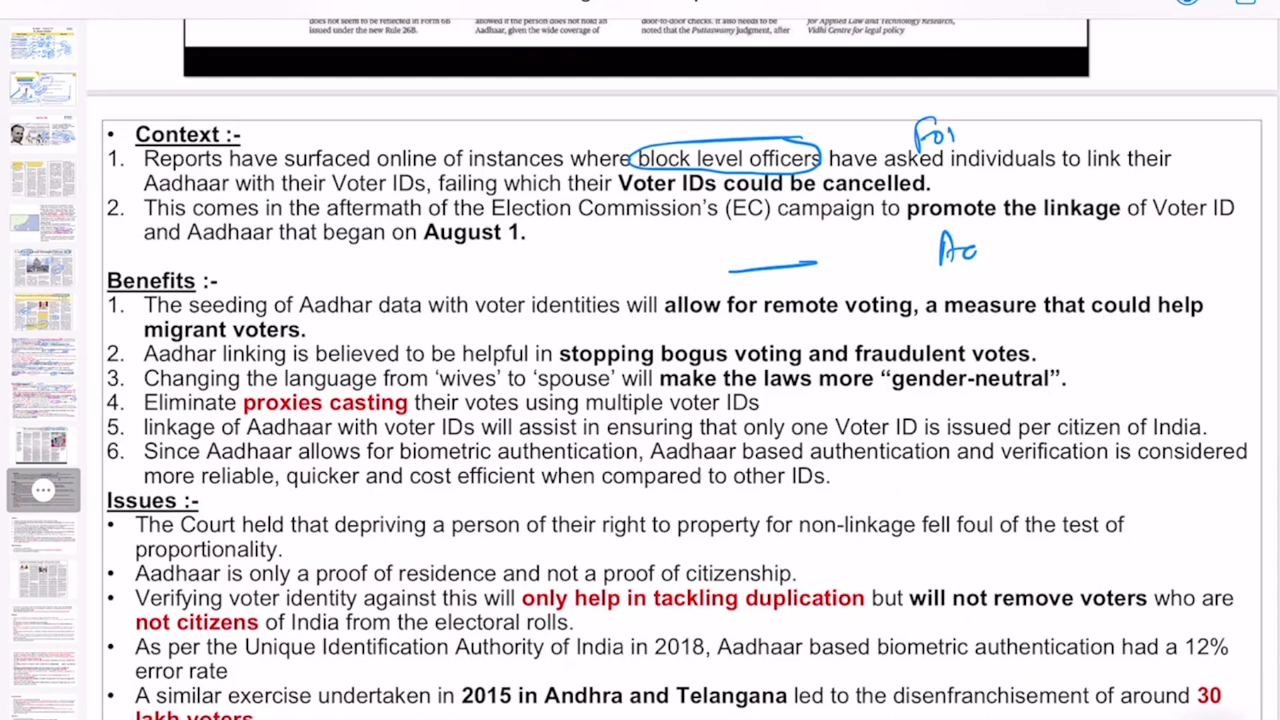 does not seem to be reflected in Form 6B
issued under the new Rule 26B.
allowed if the person does not hold an
Aadhaar, given the wide coverage of
door-to-door checks. It also needs to be
noted that the Puttaswamy judgment, after
for Applied Law and Technology Research,
Vidhi Centre for legal policy
• Context :-
For
1. Reports have surfaced online of instances where block level officers have asked individuals to link their
Aadhaar with their Voter IDs, failing which their Voter IDs could be cancelled.
2. This comes in the aftermath of the Election Commission's (EC) campaign to promote the linkage of Voter ID
and Aadhaar that began on August 1.
Benefits :-
1. The seeding of Aadhar data with voter identities will allow for remote voting, a measure that could help
migrant voters.
2. Aadhar linking is believed to be useful in stopping bogus voting and fraudulent votes.
3. Changing the language from 'wife' to 'spouse' will make the laws more “gender-neutral”.
4. Eliminate proxies casting their votes using multiple voter IDs.
5. linkage of Aadhaar with voter IDs will assist in ensuring that only one Voter ID is issued per citizen of India.
6. Since Aadhaar allows for biometric authentication, Aadhaar based authentication and verification is considered
more reliable, quicker and cost efficient when compared to other IDs.
Issues :-
• The Court held that depriving a person of their right to property for non-linkage fell foul of the test of
proportionality.
• Aadhaar is only a proof of residence and not a proof of citizenship.
• Verifying voter identity against this will only help in tackling duplication but will not remove voters who are
not citizens of India from the electoral rolls.
• As per the Unique Identification Authority of India in 2018, Aadhaar based biometric authentication had a 12%
error
• A similar exercise undertaken in 2015 in Andhra and Telangana led to the disenfranchisement of around 30
lakh voters.